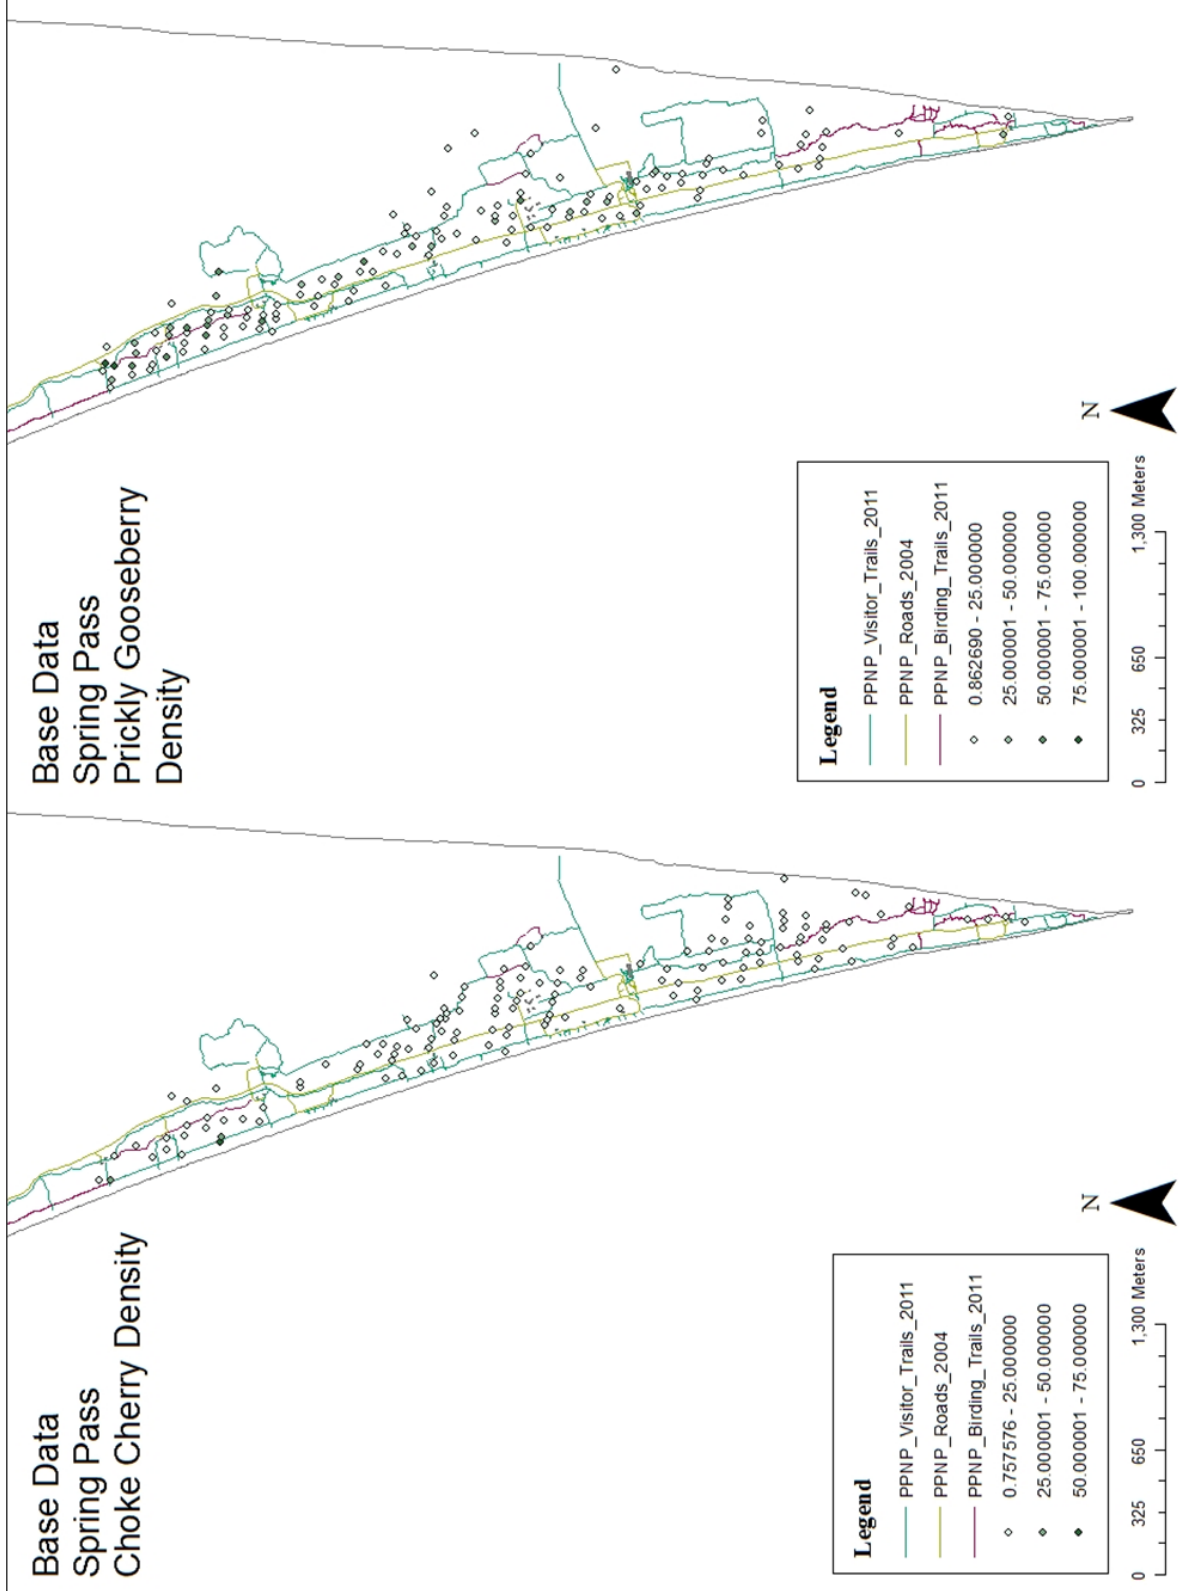 Base Data
Spring Pass
Choke Cherry Density
Legend
PPNP_Visitor_Trails_2011
PPNP_Roads_2004
PPNP_Birding_Trails_2011
0.757576 - 25.000000
25.000001 - 50.000000
50.000001 - 75.000000
N
0 325 650 1,300 Meters
Base Data
Spring Pass
Prickly Gooseberry
Density
Legend
PPNP_Visitor_Trails_2011
PPNP_Roads_2004
PPNP_Birding_Trails_2011
0.862690 - 25.000000
25.000001 - 50.000000
50.000001 - 75.000000
75.000001 - 100.000000
N
0 325 650 1,300 Meters